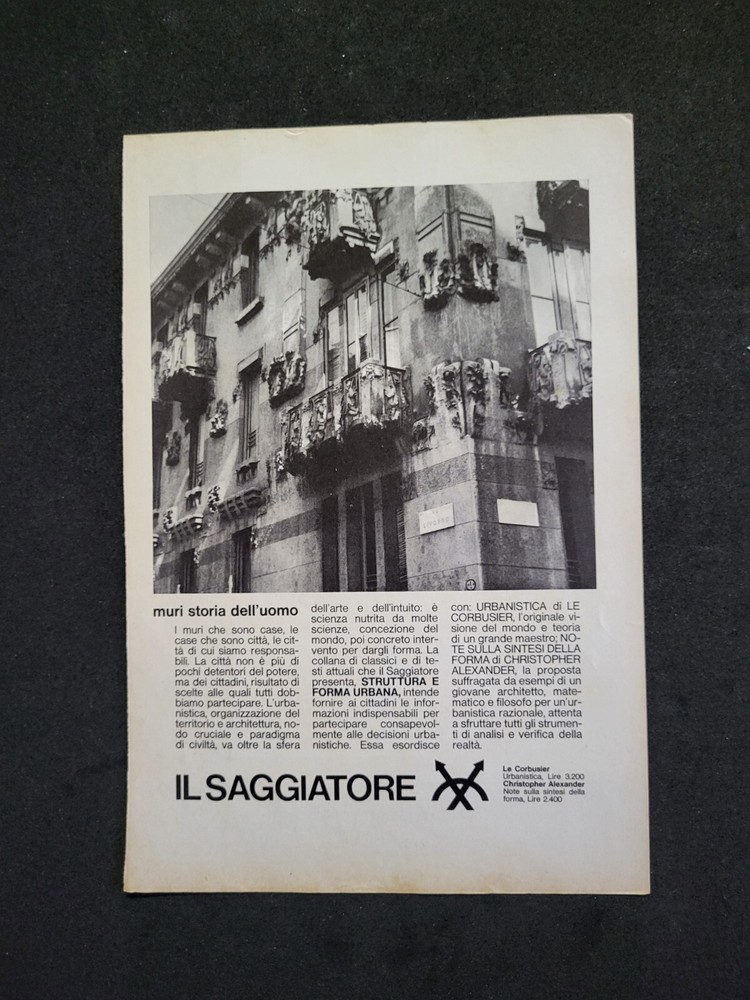 muri storia dell'uomo
I muri che sono case, le
case che sono città, le cit-
tà di cui siamo responsa-
bili. La città non è più di
pochi detentori del potere,
ma dei cittadini, risultato di
scelte alle quali tutti dob-
biamo partecipare. L'urba-
nistica, organizzazione del
territorio e architettura, no-
do cruciale e paradigma
di civiltà, va oltre la sfera
dell'arte e dell'intuito: è
scienza nutrita da molte
scienze, concezione del
mondo, poi concreto inter-
vento per dargli forma. La
collana di classici e di te-
sti attuali che il Saggiatore
presenta, STRUTTURA E
FORMA URBANA, intende
fornire ai cittadini le infor-
mazioni indispensabili per
partecipare consapevol-
mente alle decisioni urba-
nistiche. Essa esordisce
con: URBANISTICA di LE
CORBUSIER, l'originale vi-
sione del mondo e teoria
di un grande maestro; NO-
TE SULLA SINTESI DELLA
FORMA di CHRISTOPHER
ALEXANDER, la proposta
suffragata da esempi di un
giovane architetto, mate-
matico e filosofo per un'ur-
banistica razionale, attenta
a sfruttare tutti gli strumen-
ti di analisi e verifica della
realtà.
IL SAGGIATORE
Le Corbusier
Urbanistica, Lire 3.200
Christopher Alexander
Note sulla sintesi della
forma, Lire 2.400